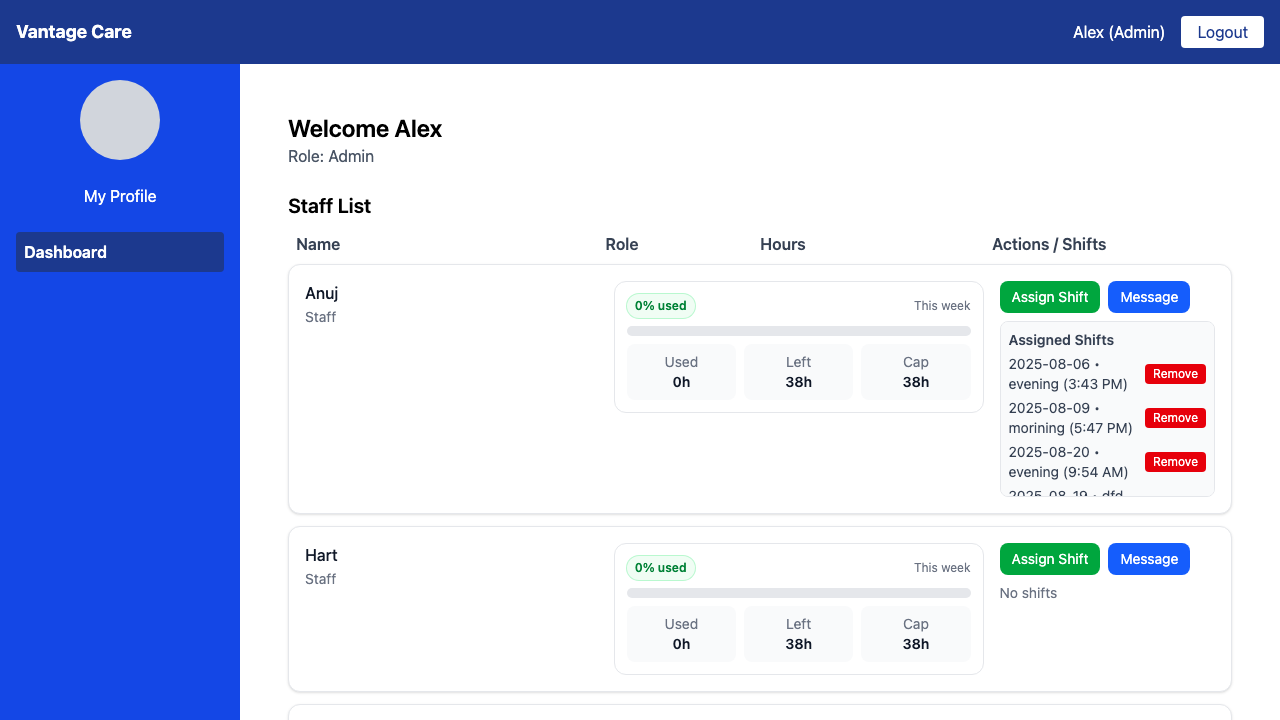 Vantage Care
Alex (Admin)
Logout
My Profile
Dashboard
Welcome Alex
Role: Admin
Staff List
Name
Role
Hours
Actions / Shifts
Anuj
Staff
0% used
This week
Used
0h
Left
38h
Cap
38h
Assign Shift
Message
Assigned Shifts
2025-08-06 •
evening (3:43 PM)
Remove
2025-08-09 •
morining (5:47 PM)
Remove
2025-08-20 •
evening (9:54 AM)
Remove
2025-08-19 • dfd
Hart
Staff
0% used
This week
Used
0h
Left
38h
Cap
38h
Assign Shift
Message
No shifts